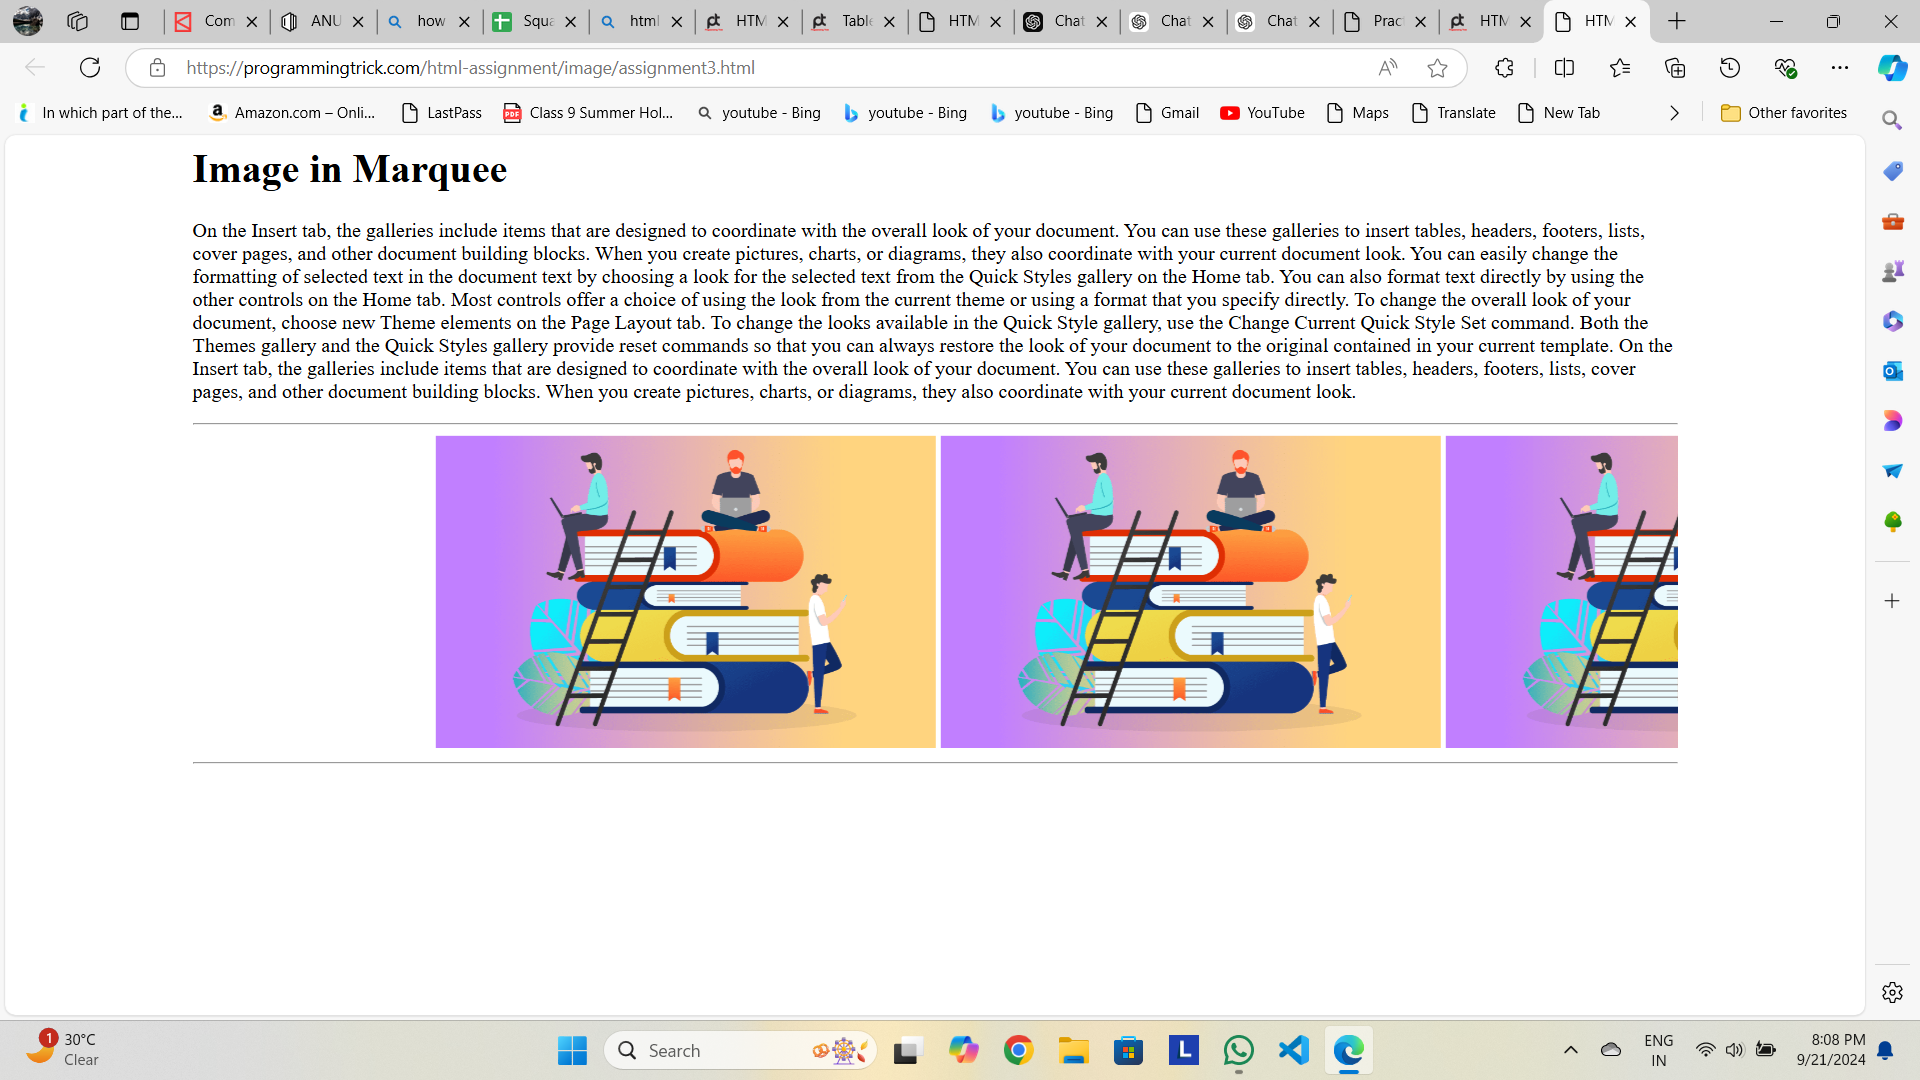 Com
ANU
how
Squa
html
HTM
Table
HTM
Chat
Chat
Chat
Prac
HTM
HTM
https://programmingtrick.com/html-assignment/image/assignment3.html
In which part of the...
Amazon.com – Onli...
LastPass
Class 9 Summer Hol...
youtube - Bing
youtube - Bing
youtube - Bing
Gmail
YouTube
Maps
Translate
New Tab
Other favorites
Image in Marquee
On the Insert tab, the galleries include items that are designed to coordinate with the overall look of your document. You can use these galleries to insert tables, headers, footers, lists,
cover pages, and other document building blocks. When you create pictures, charts, or diagrams, they also coordinate with your current document look. You can easily change the
formatting of selected text in the document text by choosing a look for the selected text from the Quick Styles gallery on the Home tab. You can also format text directly by using the
other controls on the Home tab. Most controls offer a choice of using the look from the current theme or using a format that you specify directly. To change the overall look of your
document, choose new Theme elements on the Page Layout tab. To change the looks available in the Quick Style gallery, use the Change Current Quick Style Set command. Both the
Themes gallery and the Quick Styles gallery provide reset commands so that you can always restore the look of your document to the original contained in your current template. On the
Insert tab, the galleries include items that are designed to coordinate with the overall look of your document. You can use these galleries to insert tables, headers, footers, lists, cover
pages, and other document building blocks. When you create pictures, charts, or diagrams, they also coordinate with your current document look.
1
30°C
Clear
Search
L
ENG
IN
8:08 PM
9/21/2024